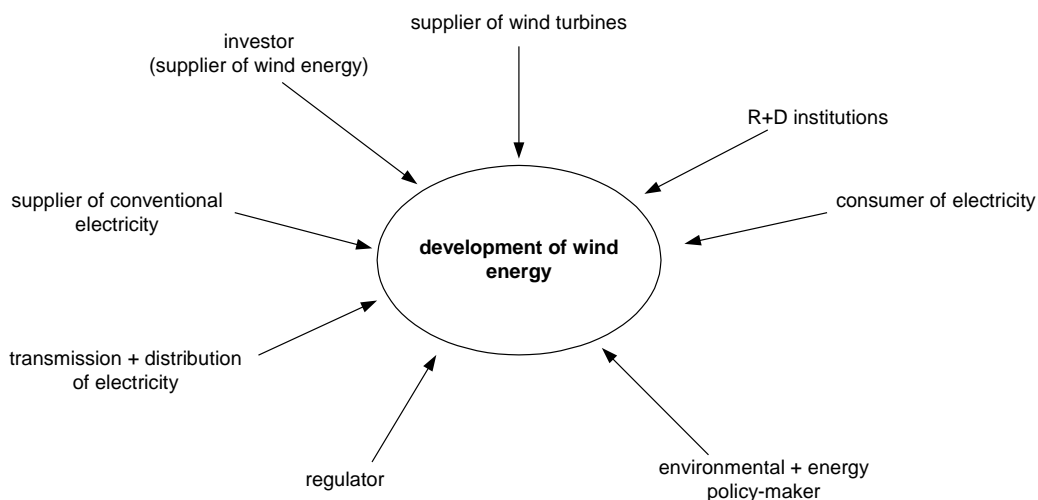 supplier of wind turbines
investor
(supplier of wind energy)
R+D institutions
supplier of conventional
electricity
consumer of electricity
development of wind
energy
transmission + distribution
of electricity
regulator
environmental + energy
policy-maker